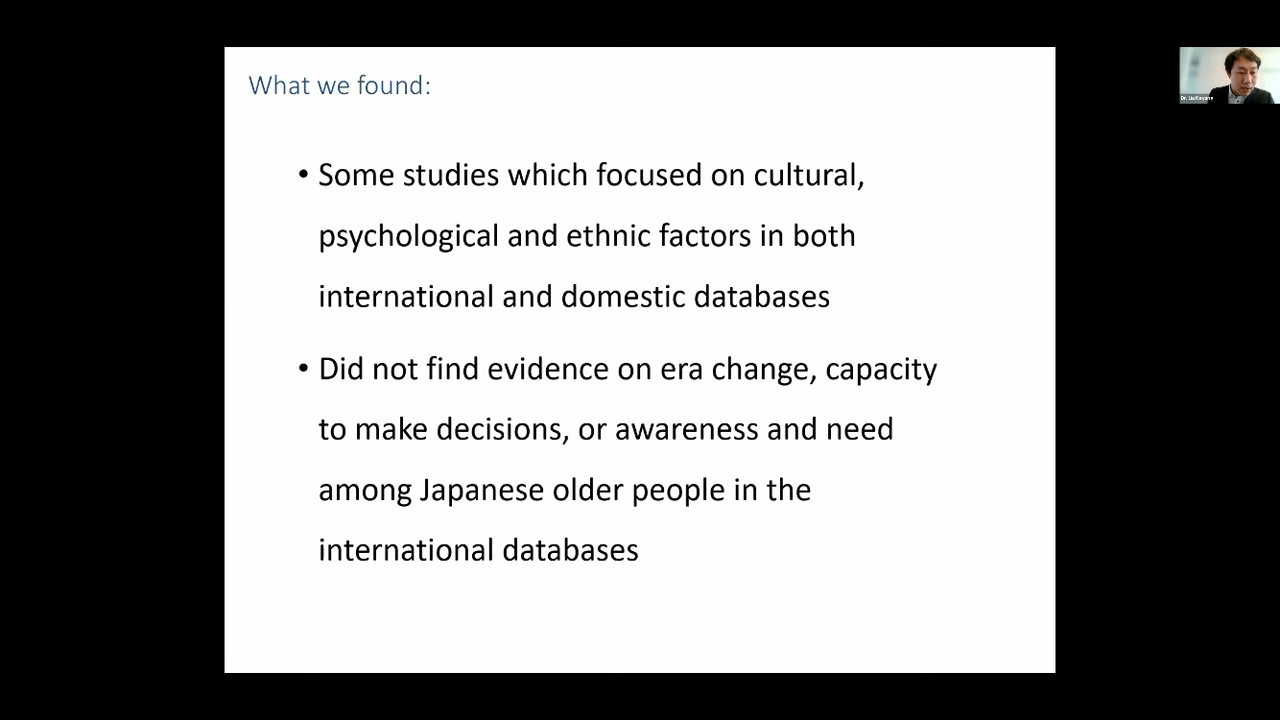 What we found:
• Some studies which focused on cultural,
psychological and ethnic factors in both
international and domestic databases
• Did not find evidence on era change, capacity
to make decisions, or awareness and need
among Japanese older people in the
international databases
Dr.